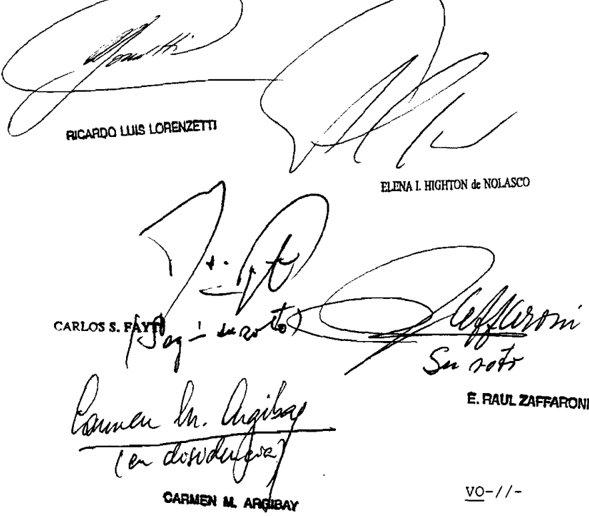 RICARDO LUIS LORENZETTI
ELENA I. HIGHTON de NOLASCO
CARLOS S. FAYT
su voto)
Zaffaroni
Su voto
E. RAUL ZAFFARONI
Carmen M. Argibay
(en disidencia)
CARMEN M. ARGIBAY
VO-//-